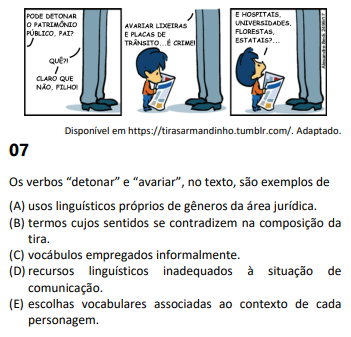 PODE DETONAR
O PATRIMÔNIO
PÚBLICO, PAI?
QUÊ?!
CLARO QUE
NÃO, FILHO!
AVARIAR LIXEIRAS
E PLACAS DE
TRÂNSITO...É CRIME!
E HOSPITAIS,
UNIVERSIDADES,
FLORESTAS,
ESTATAIS?...
Disponível em https://tirasarmandinho.tumblr.com/. Adaptado.
07
Os verbos “detonar” e “avariar”, no texto, são exemplos de
(A) usos linguísticos próprios de gêneros da área jurídica.
(B) termos cujos sentidos se contradizem na composição da
tira.
(C) vocábulos empregados informalmente.
(D) recursos linguísticos inadequados à situação de
comunicação.
(E) escolhas vocabulares associadas ao contexto de cada
personagem.